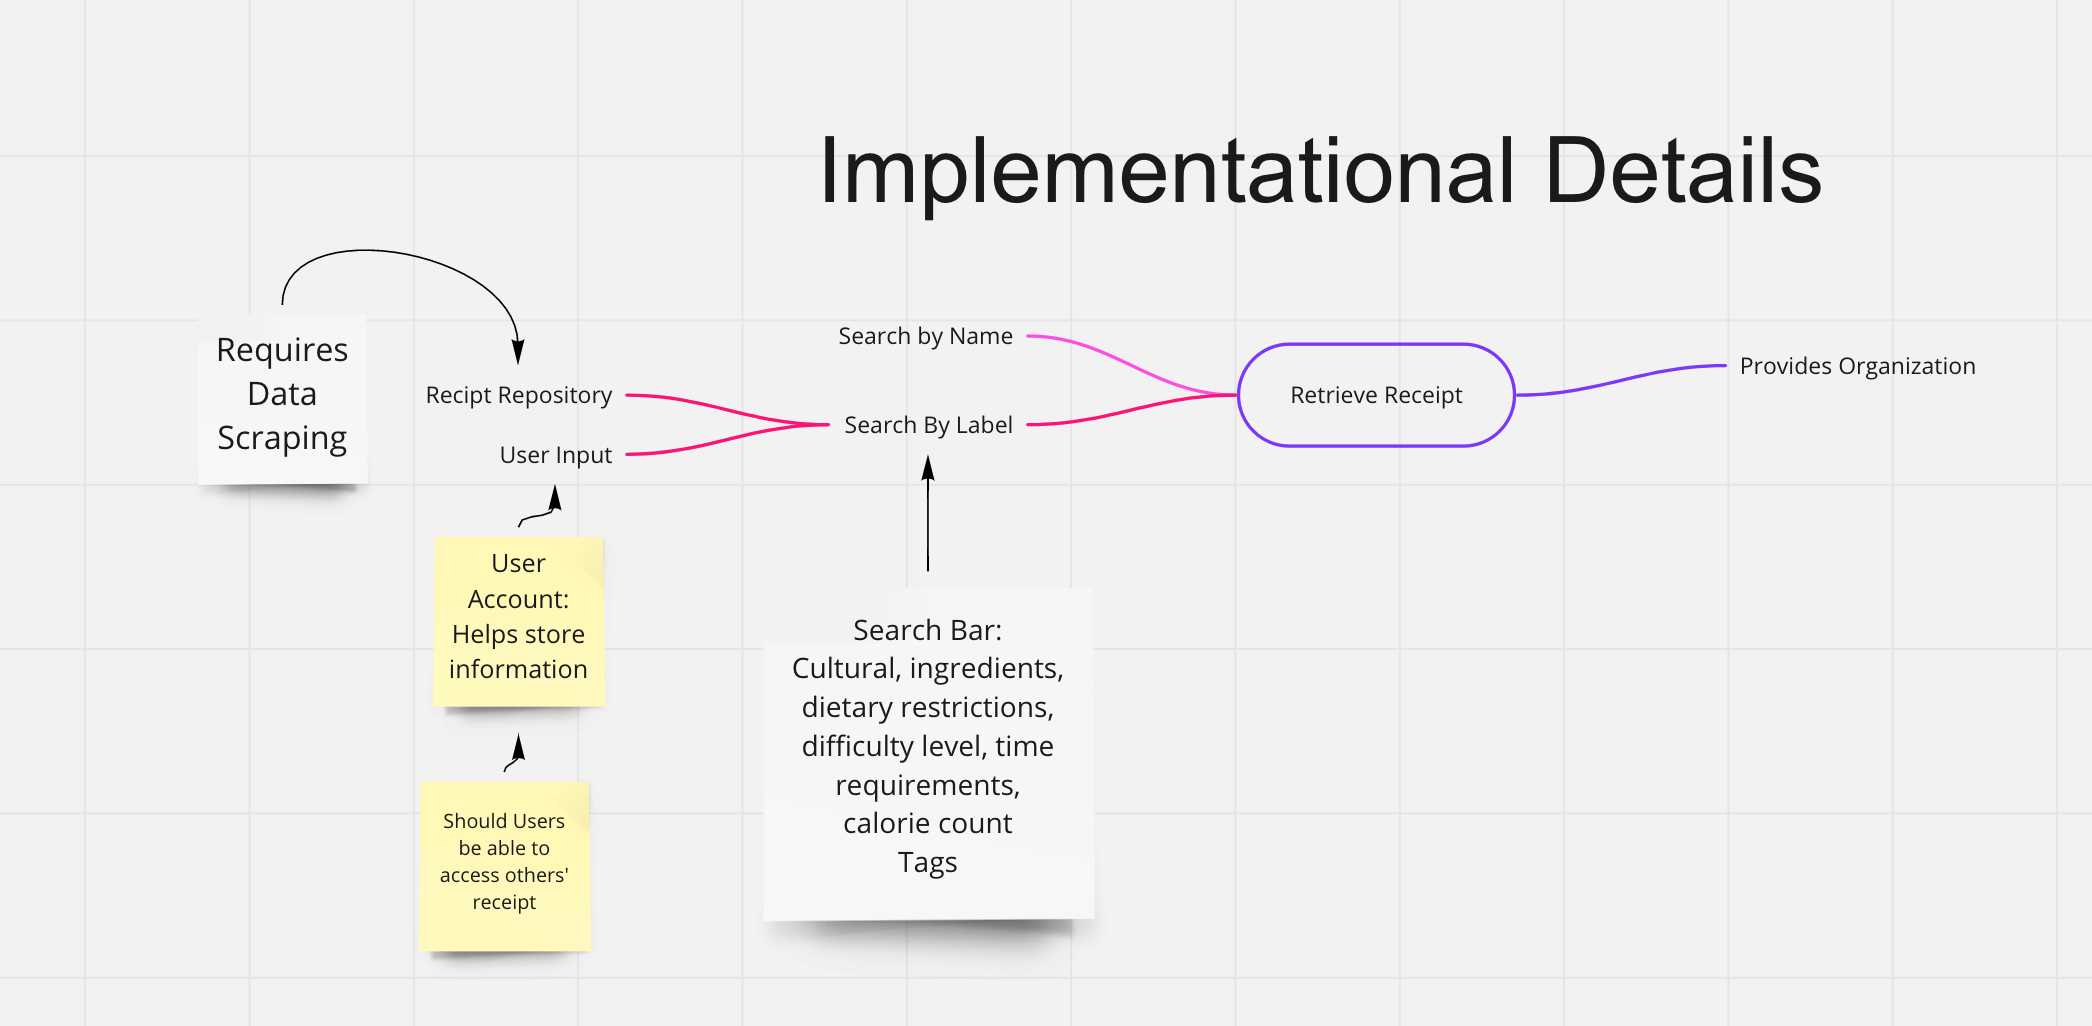 Implementational Details
Requires
Data
Scraping
Recipt Repository
User Input
Search by Name
Search By Label
Retrieve Receipt
Provides Organization
User
Account:
Helps store
information
Should Users
be able to
access others'
receipt
Search Bar:
Cultural, ingredients,
dietary restrictions,
difficulty level, time
requirements,
calorie count
Tags